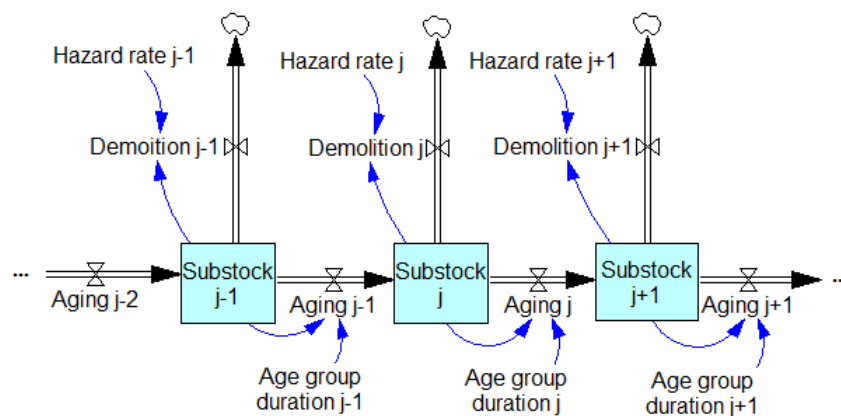 Hazard rate j-1
Hazard rate j
Hazard rate j+1
Demoition j-1
Demolition j
Demolition j+1
...
Substock
j-1
Substock
j
Substock
j+1
..
Aging j-2
Aging j-1
Aging j
Aging j+1
Age group
duration j-1
Age group
duration j
Age group
duration j+1